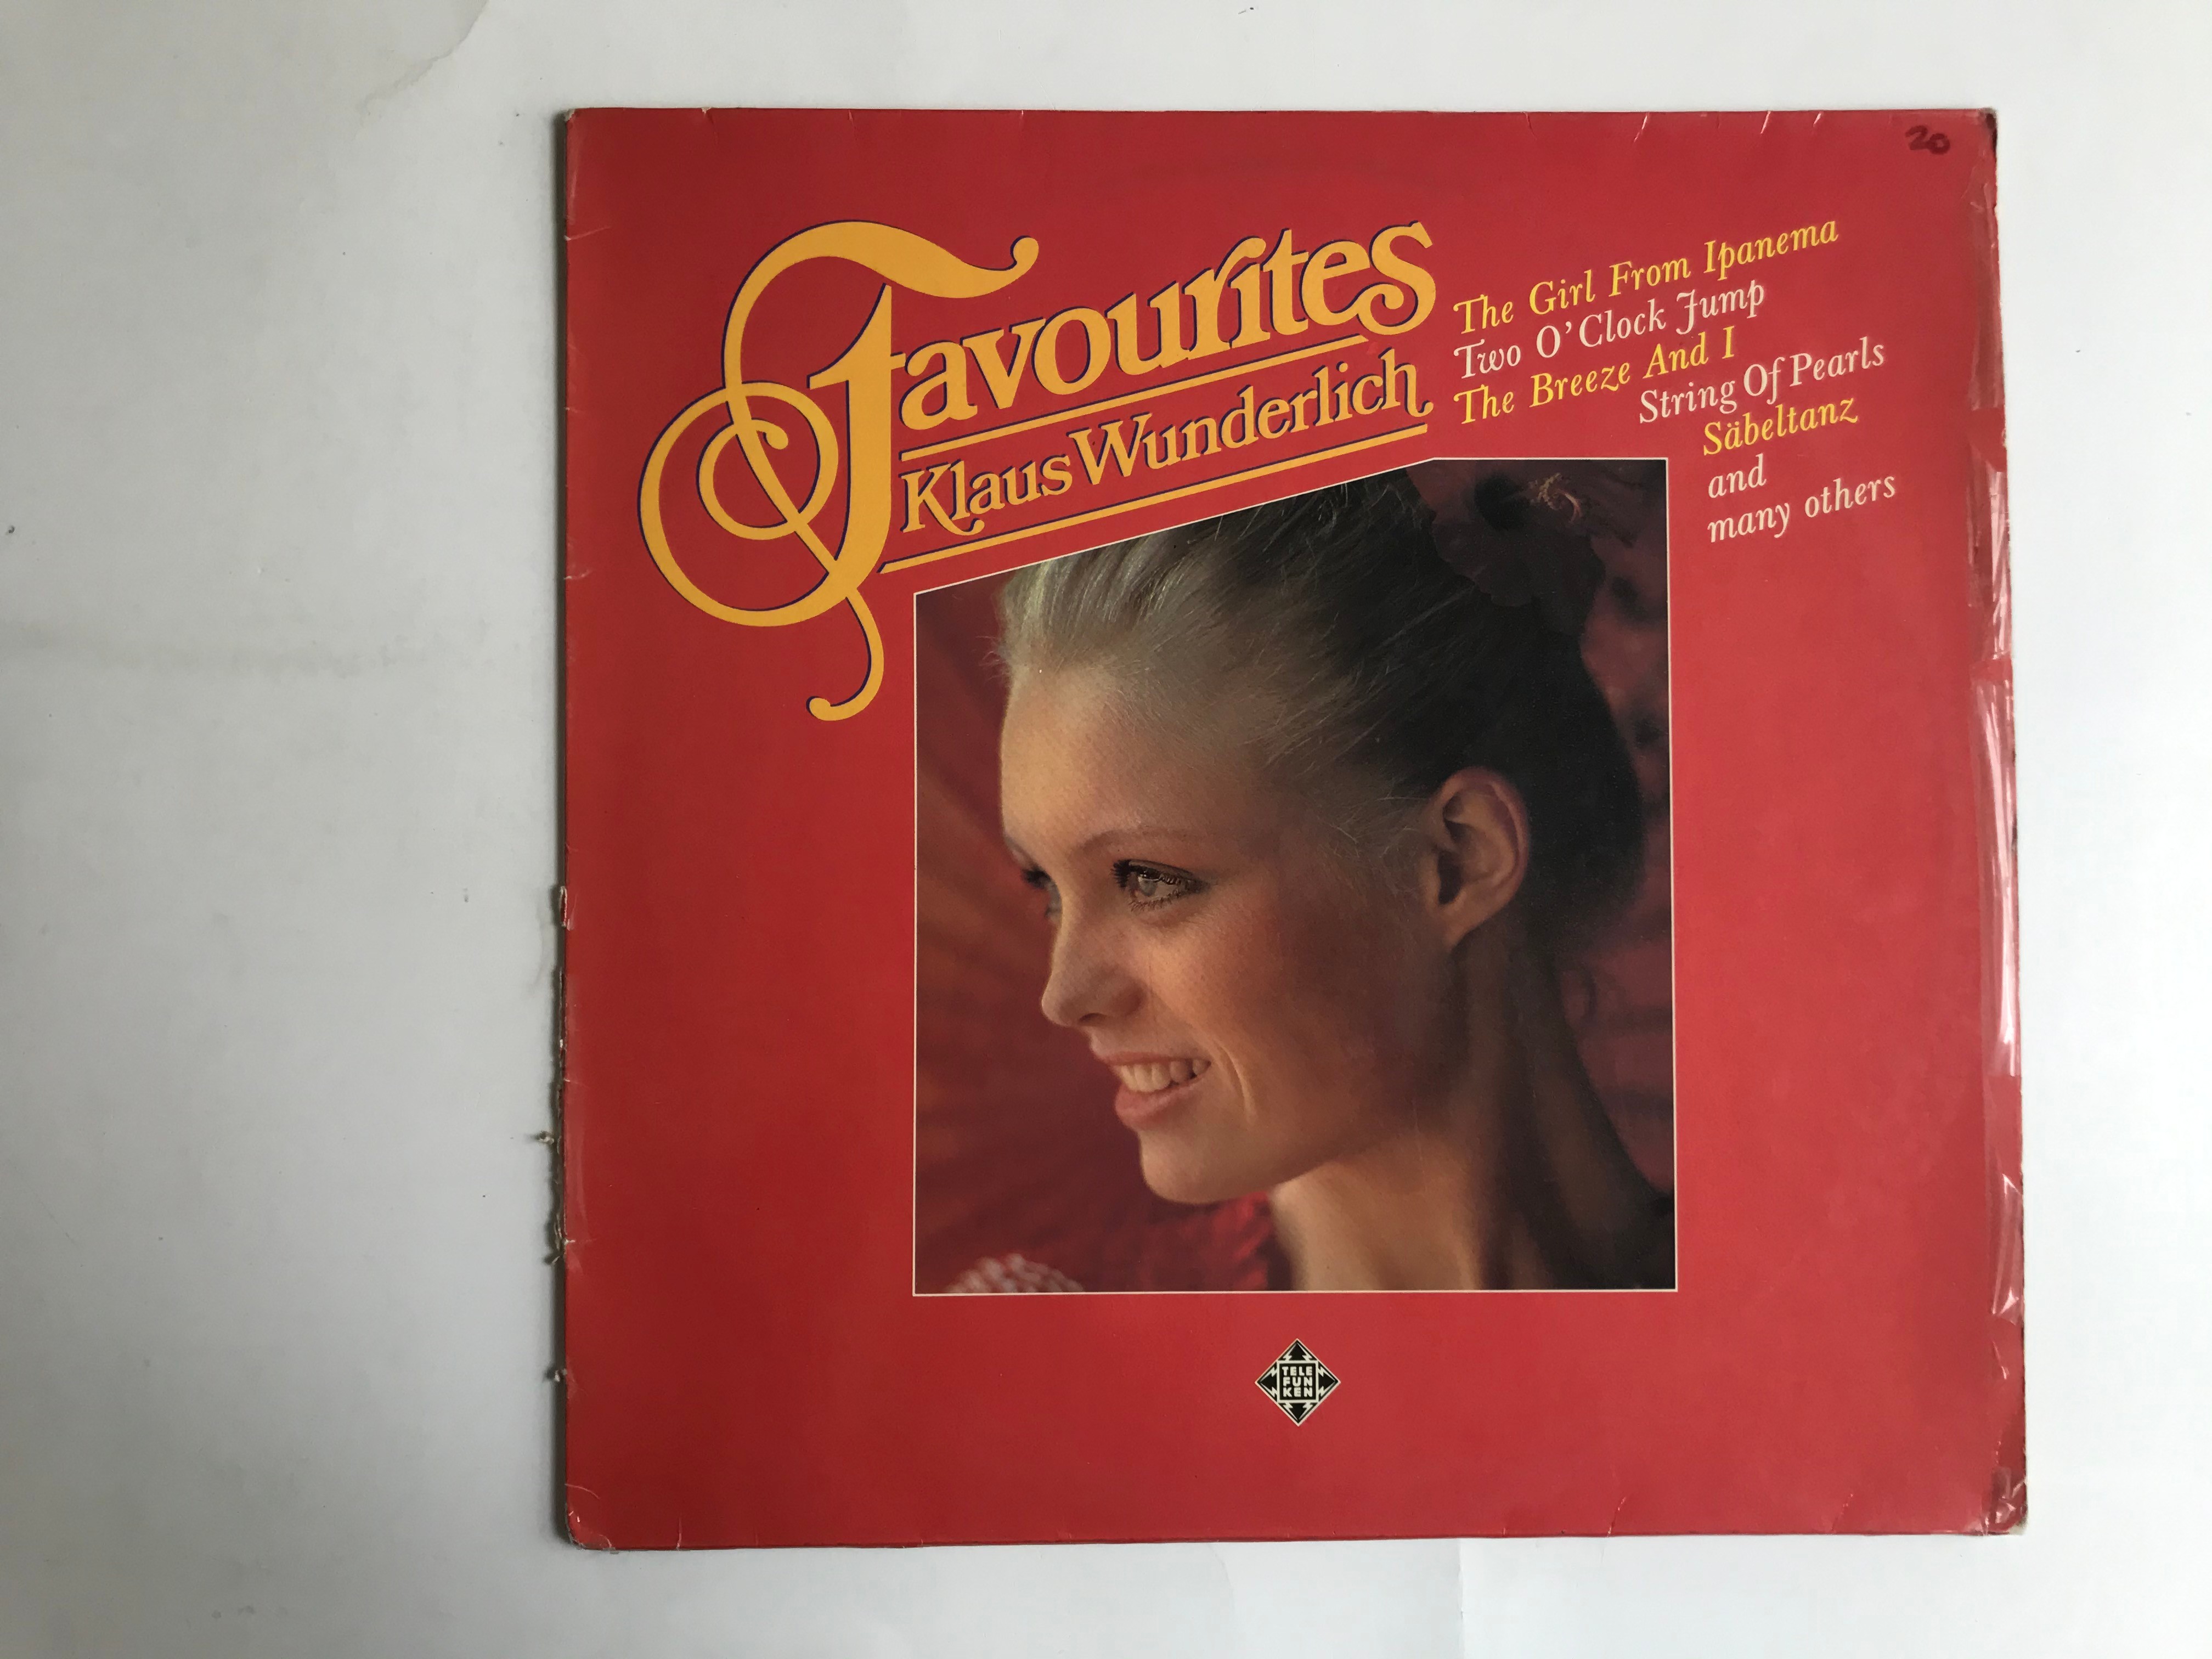 20
Favourites
Klaus Wunderlich
The Girl From Ipanema
Two O'Clock Jump
The Breeze And I
String Of Pearls
Säbeltanz
and
many others
TELE
FUN
KEN